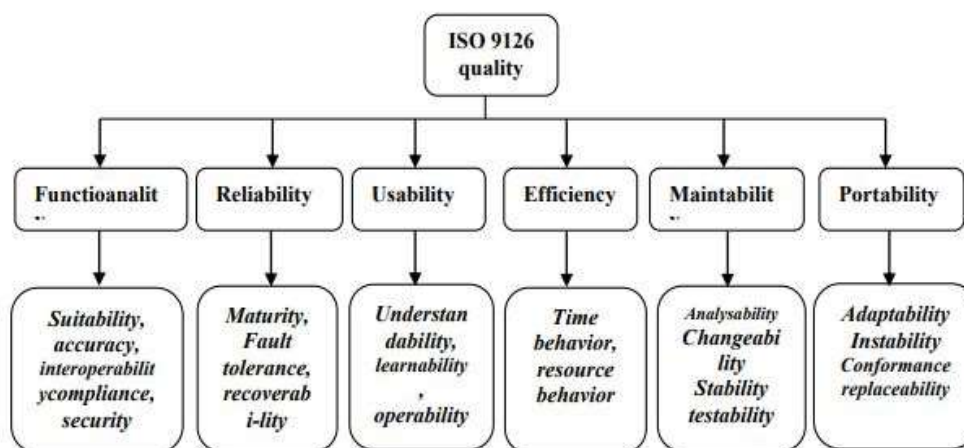 ISO 9126
quality
Functioanalit
Reliability
Usability
Efficiency
Maintabilit
Portability
Suitability,
accuracy,
interoperabilit
ycompliance,
security
Maturity,
Fault
tolerance,
recoverab
i-lity
Understan
dability,
learnability
,
operability
Time
behavior,
resource
behavior
Analysability
Changeabi
lity
Stability
testability
Adaptability
Instability
Conformance
replaceability